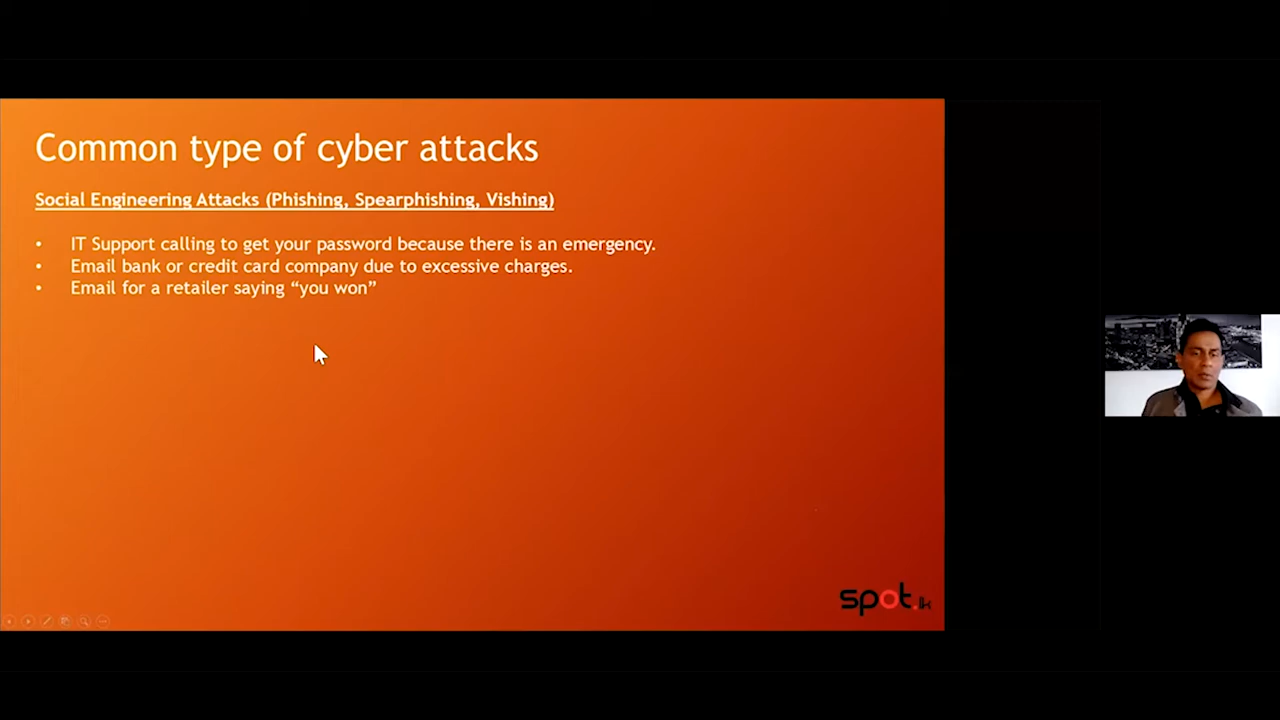 Common type of cyber attacks
Social Engineering Attacks (Phishing, Spearphishing, Vishing)
• IT Support calling to get your password because there is an emergency.
• Email bank or credit card company due to excessive charges.
• Email for a retailer saying “you won”
spot.lk